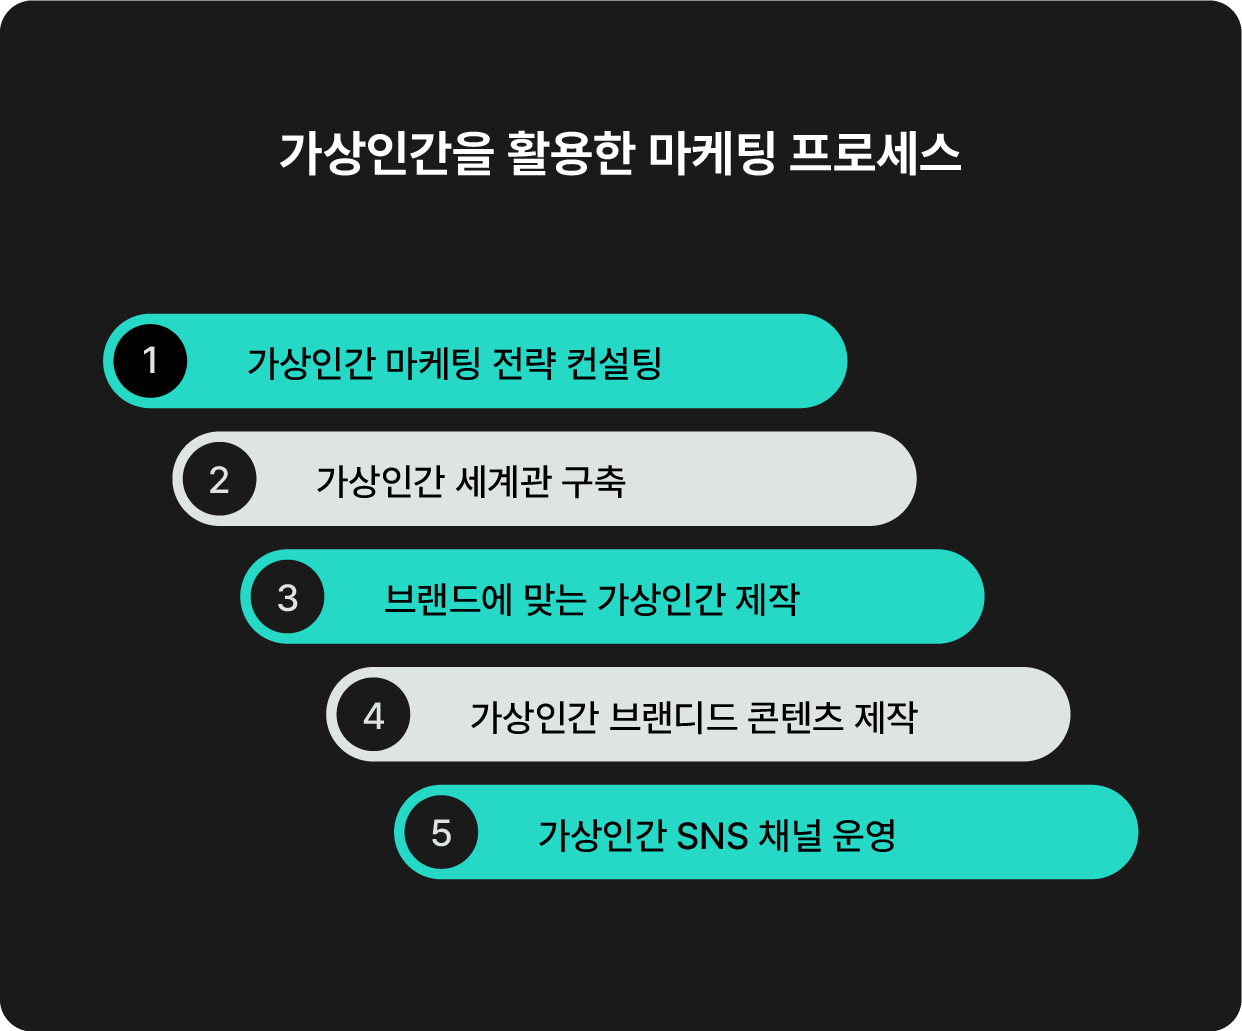 가상인간을 활용한 마케팅 프로세스
1 가상인간 마케팅 전략 컨설팅
2 가상인간 세계관 구축
3 브랜드에 맞는 가상인간 제작
4 가상인간 브랜디드 콘텐츠 제작
5 가상인간 SNS 채널 운영